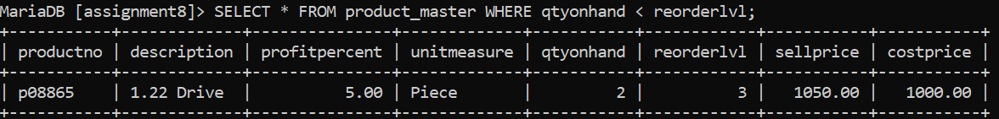 MariaDB [assignment8]> SELECT * FROM product_master WHERE qtyonhand < reorderlvl;
+-----------+-------------+---------------+-------------+-----------+------------+-----------+-----------+
| productno | description | profitpercent | unitmeasure | qtyonhand | reorderlvl | sellprice | costprice |
+-----------+-------------+---------------+-------------+-----------+------------+-----------+-----------+
| p08865    | 1.22 Drive  |          5.00 | Piece       |         2 |          3 |   1050.00 |   1000.00 |
+-----------+-------------+---------------+-------------+-----------+------------+-----------+-----------+